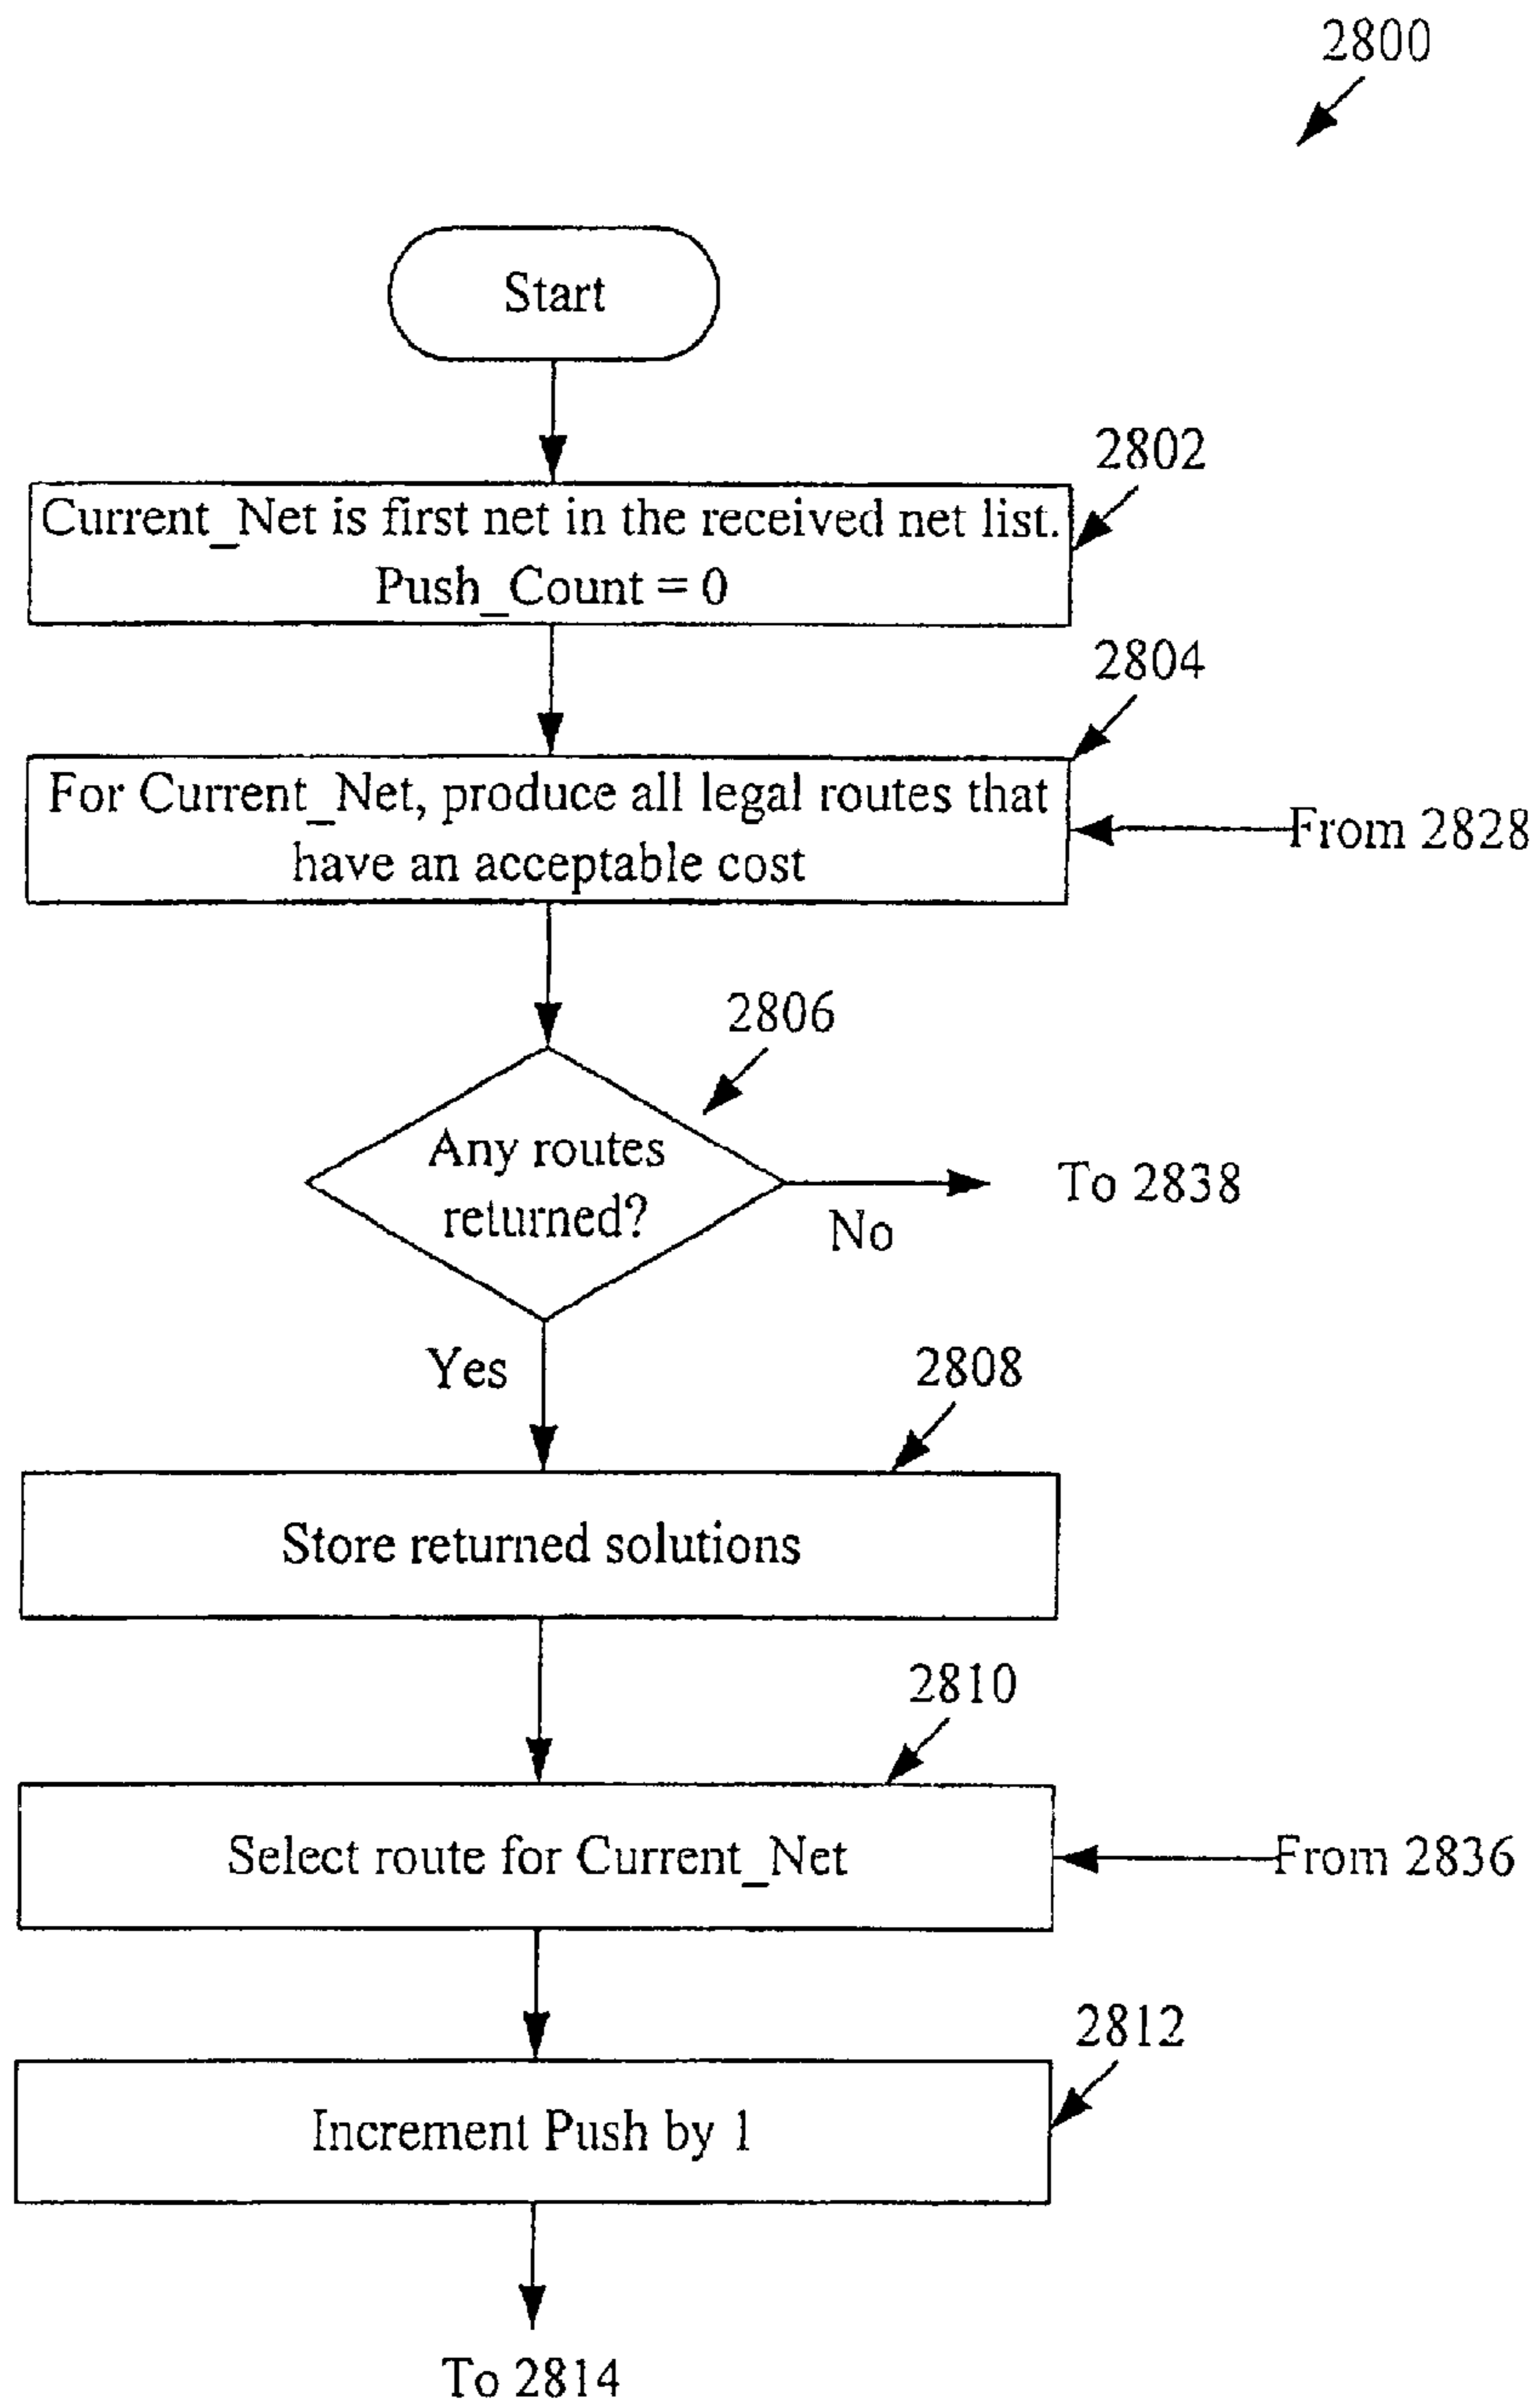 2800
Start
2802
Current_Net is first net in the received net list.
Push_Count = 0
2804
For Current_Net, produce all legal routes that
have an acceptable cost
From 2828
2806
Any routes
returned?
To 2838
No
Yes
2808
Store returned solutions
2810
Select route for Current_Net
From 2836
2812
Increment Push by 1
To 2814